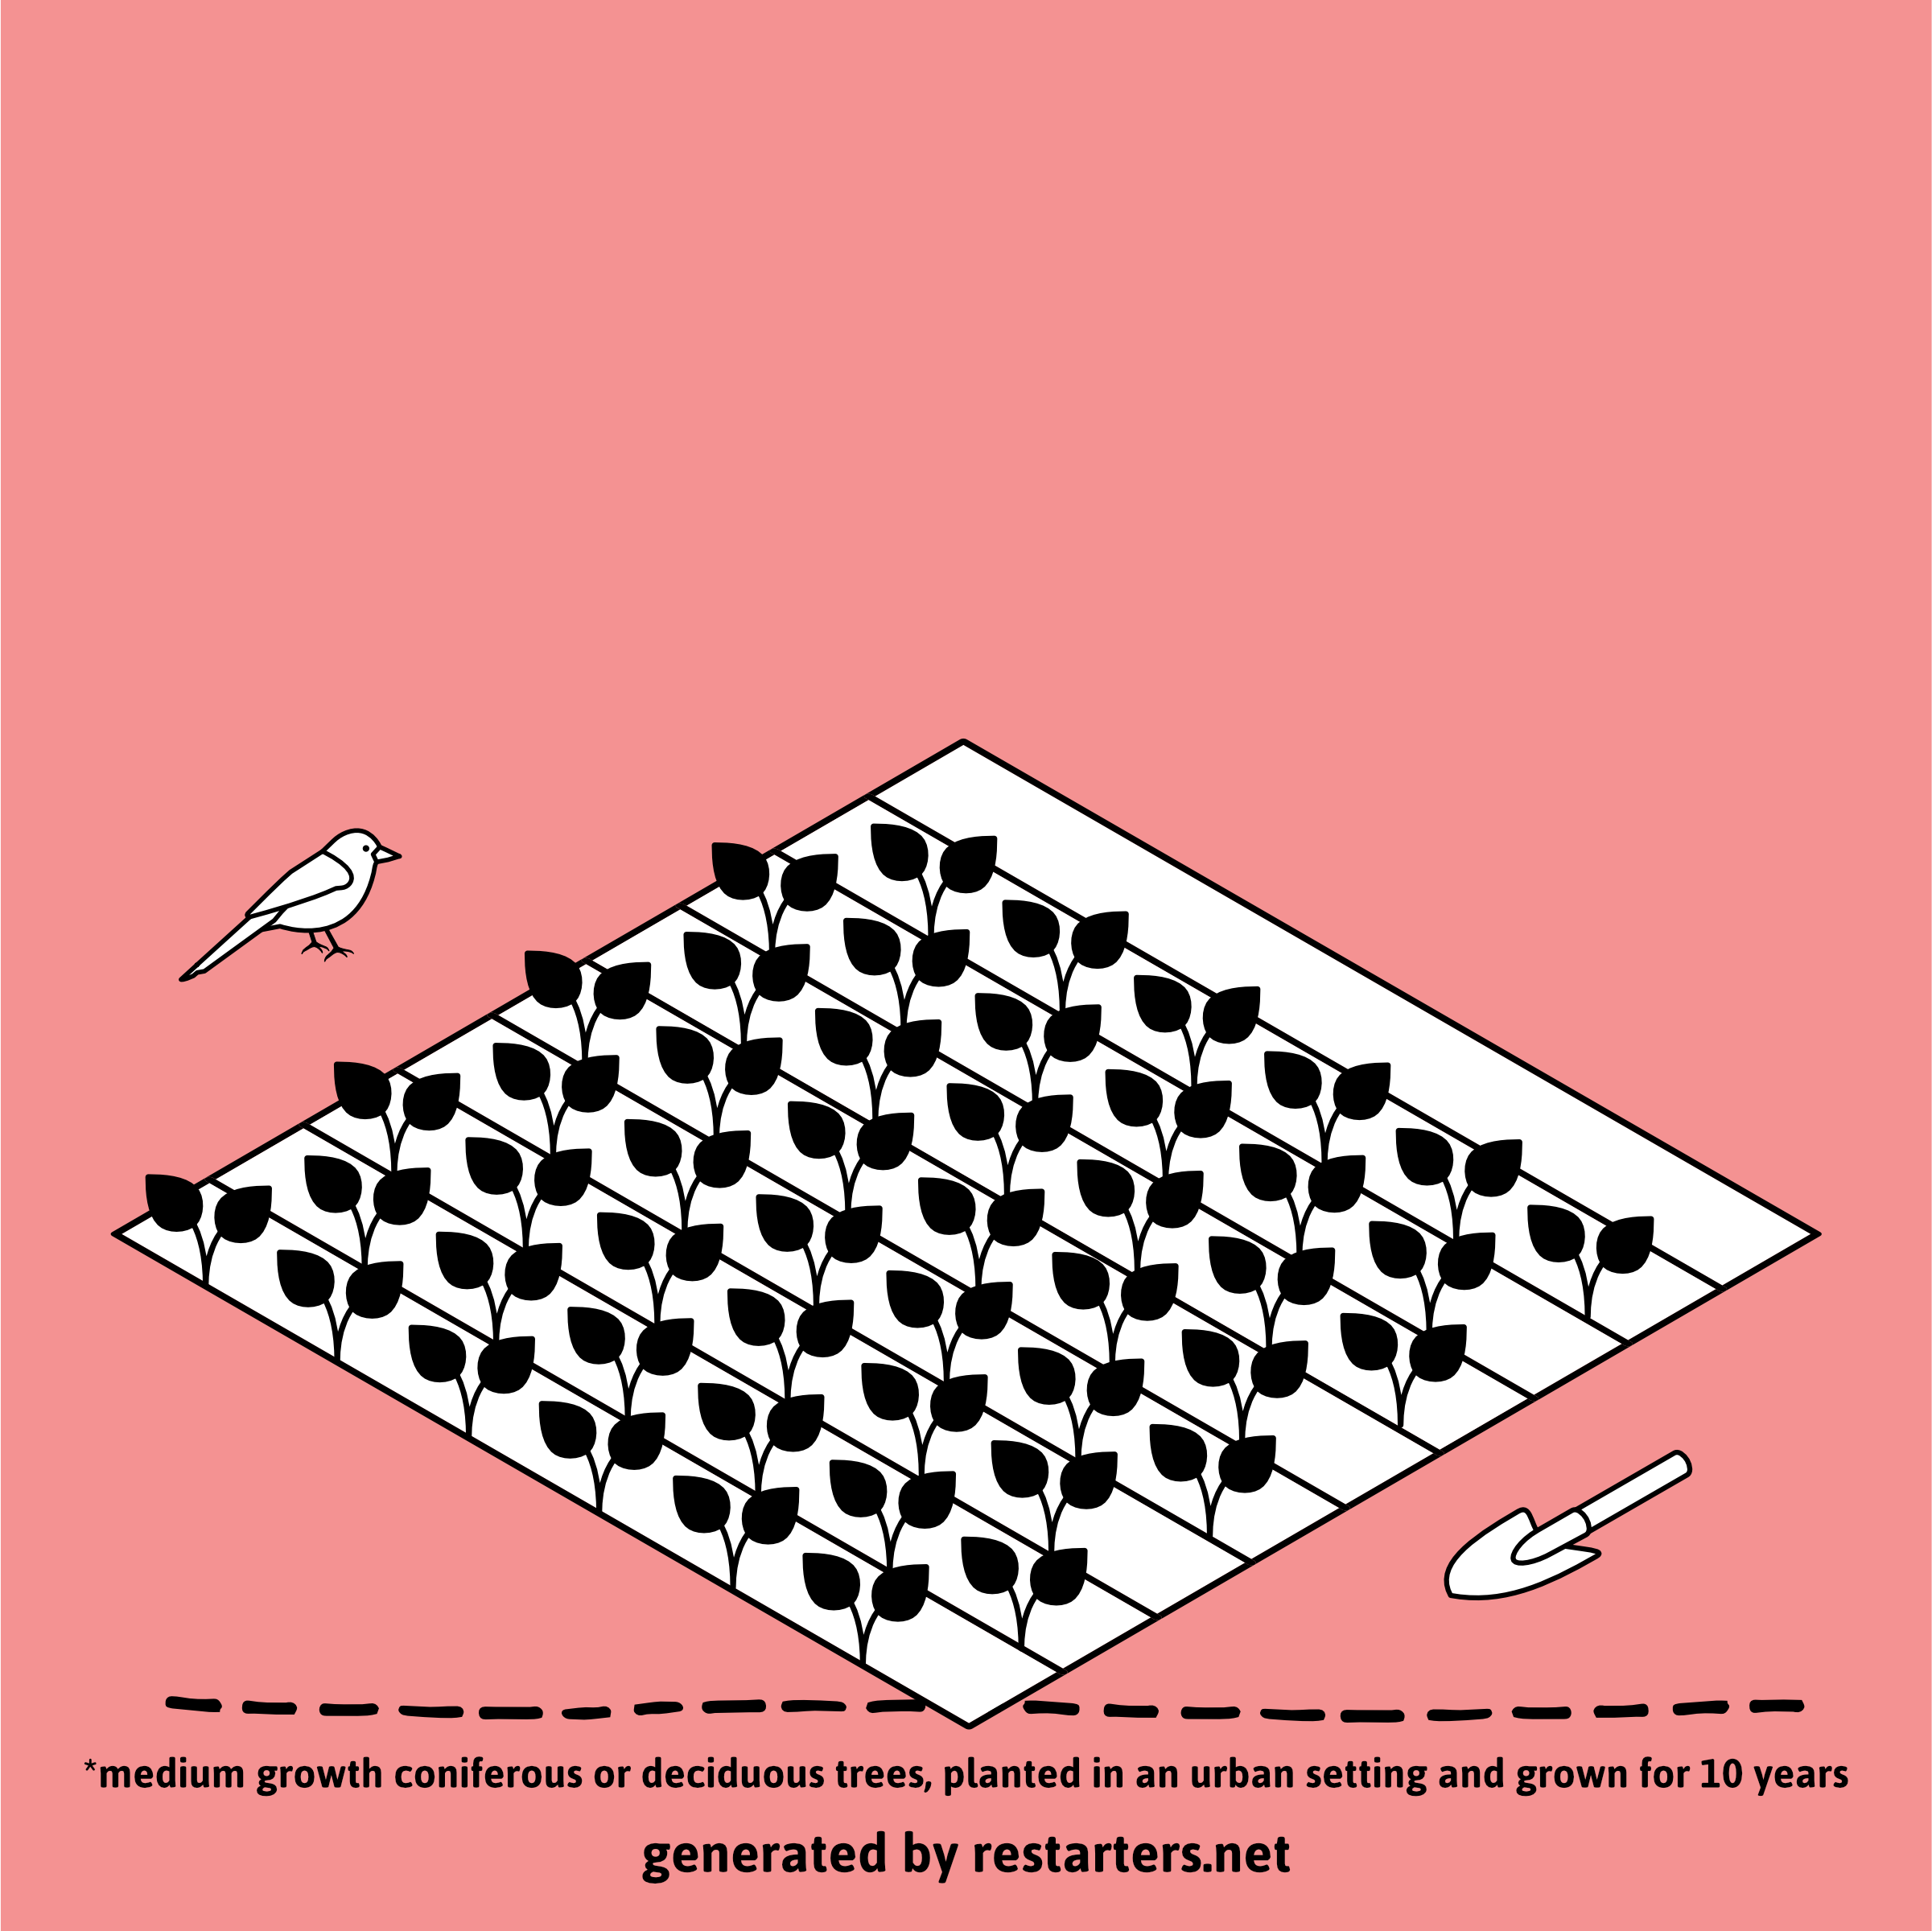 *medium growth coniferous or deciduous trees, planted in an urban setting and grown for 10 years
generated by restarters.net